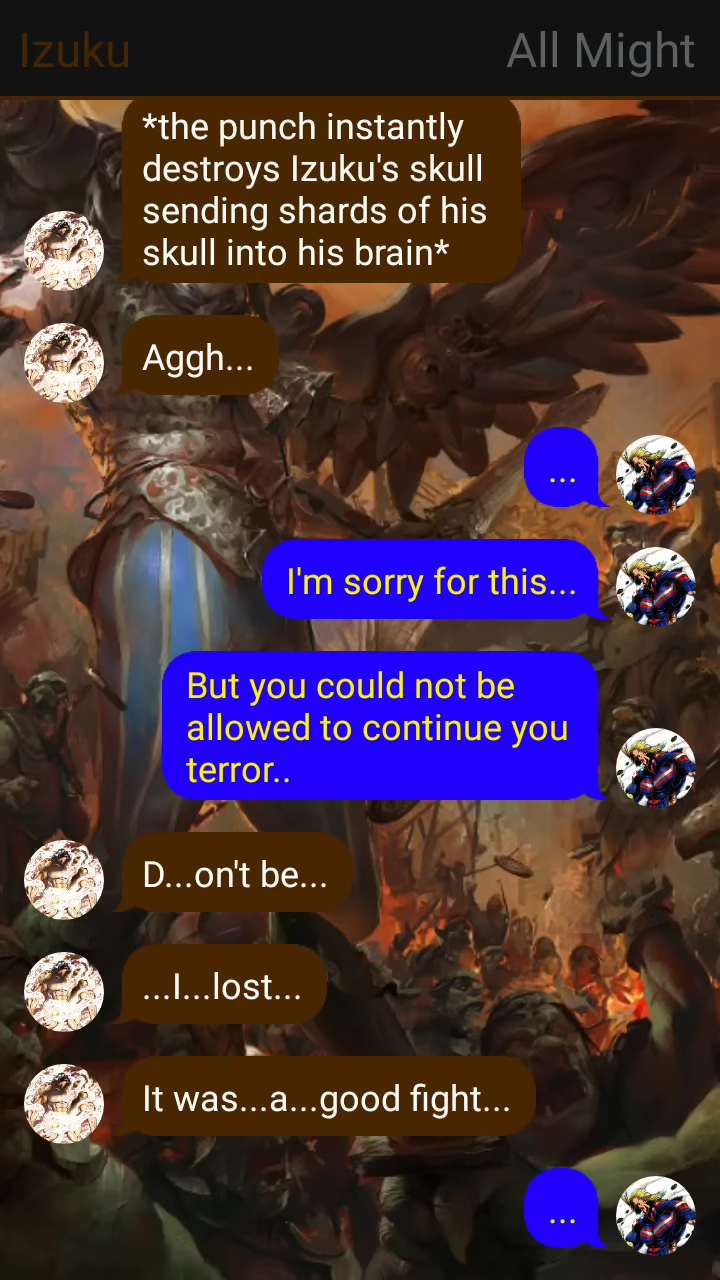 Izuku
All Might
*the punch instantly
destroys Izuku's skull
sending shards of his
skull into his brain*
Aggh...
...
I'm sorry for this...
But you could not be
allowed to continue you
terror..
D...on't be...
...I...lost...
It was...a...good fight...
...